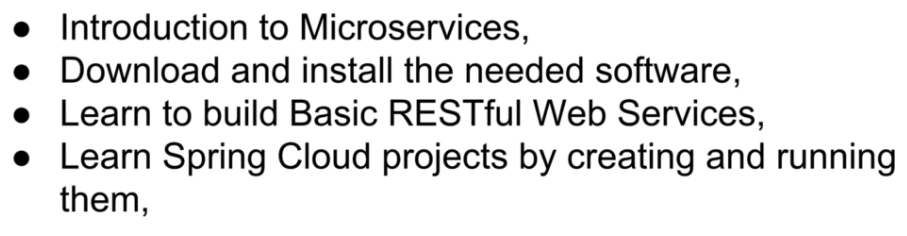 ● Introduction to Microservices,
● Download and install the needed software,
● Learn to build Basic RESTful Web Services,
● Learn Spring Cloud projects by creating and running
them,